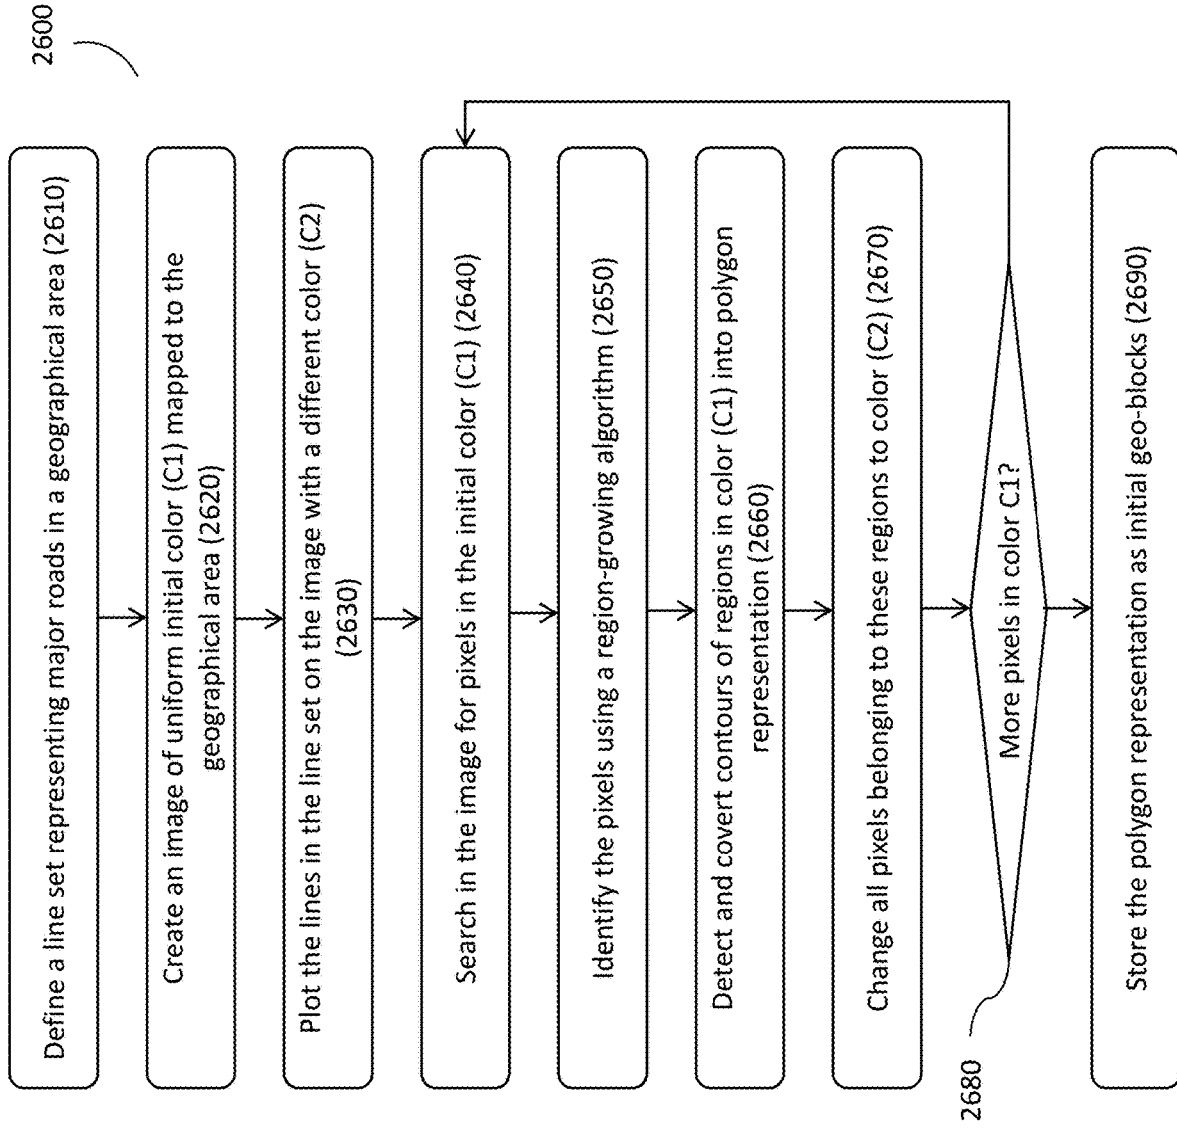 2600
Define a line set representing major roads in a geographical area (2610)
Create an image of uniform initial color (C1) mapped to the
geographical area (2620)
Plot the lines in the line set on the image with a different color (C2)
(2630)
Search in the image for pixels in the initial color (C1) (2640)
Identify the pixels using a region-growing algorithm (2650)
Detect and covert contours of regions in color (C1) into polygon
representation (2660)
Change all pixels belonging to these regions to color (C2) (2670)
More pixels in color C1?
2680
Store the polygon representation as initial geo-blocks (2690)